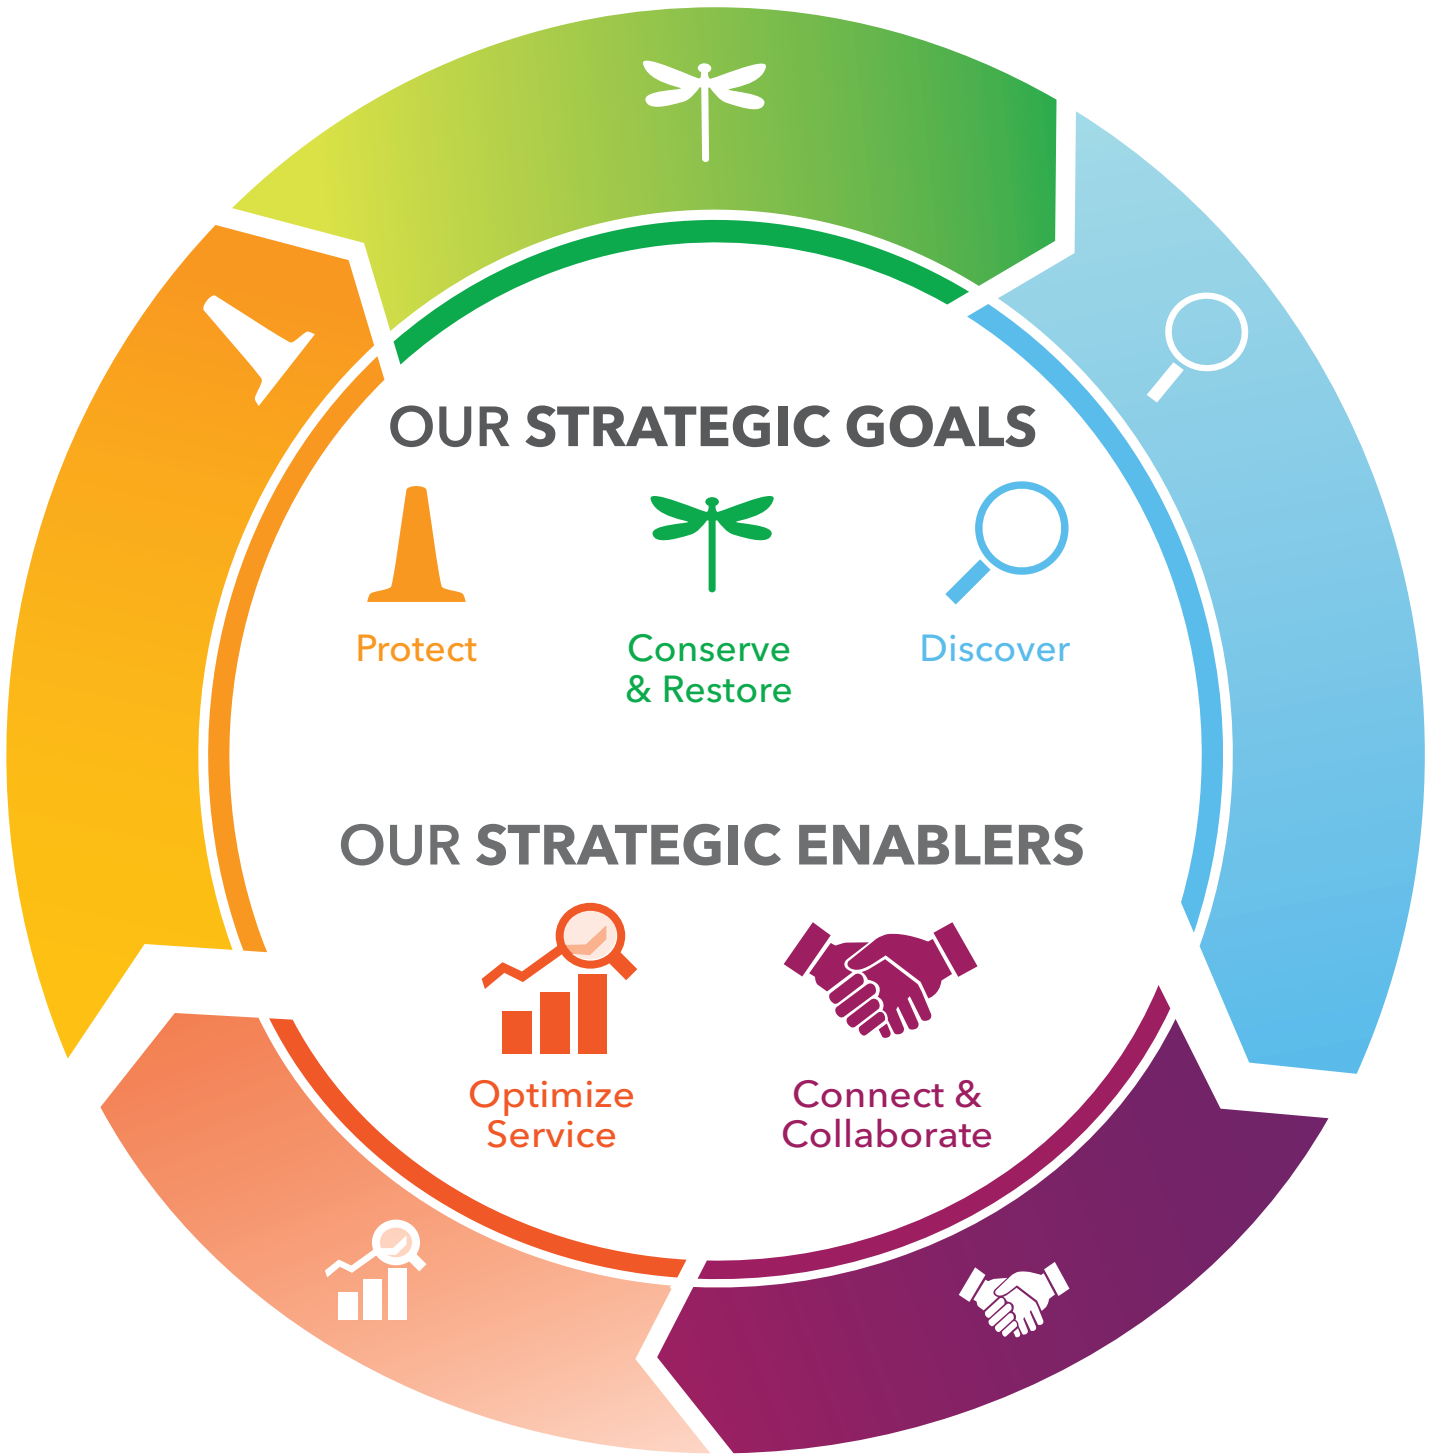 OUR STRATEGIC GOALS
Protect
Conserve
& Restore
Discover
OUR STRATEGIC ENABLERS
Optimize
Service
Connect &
Collaborate